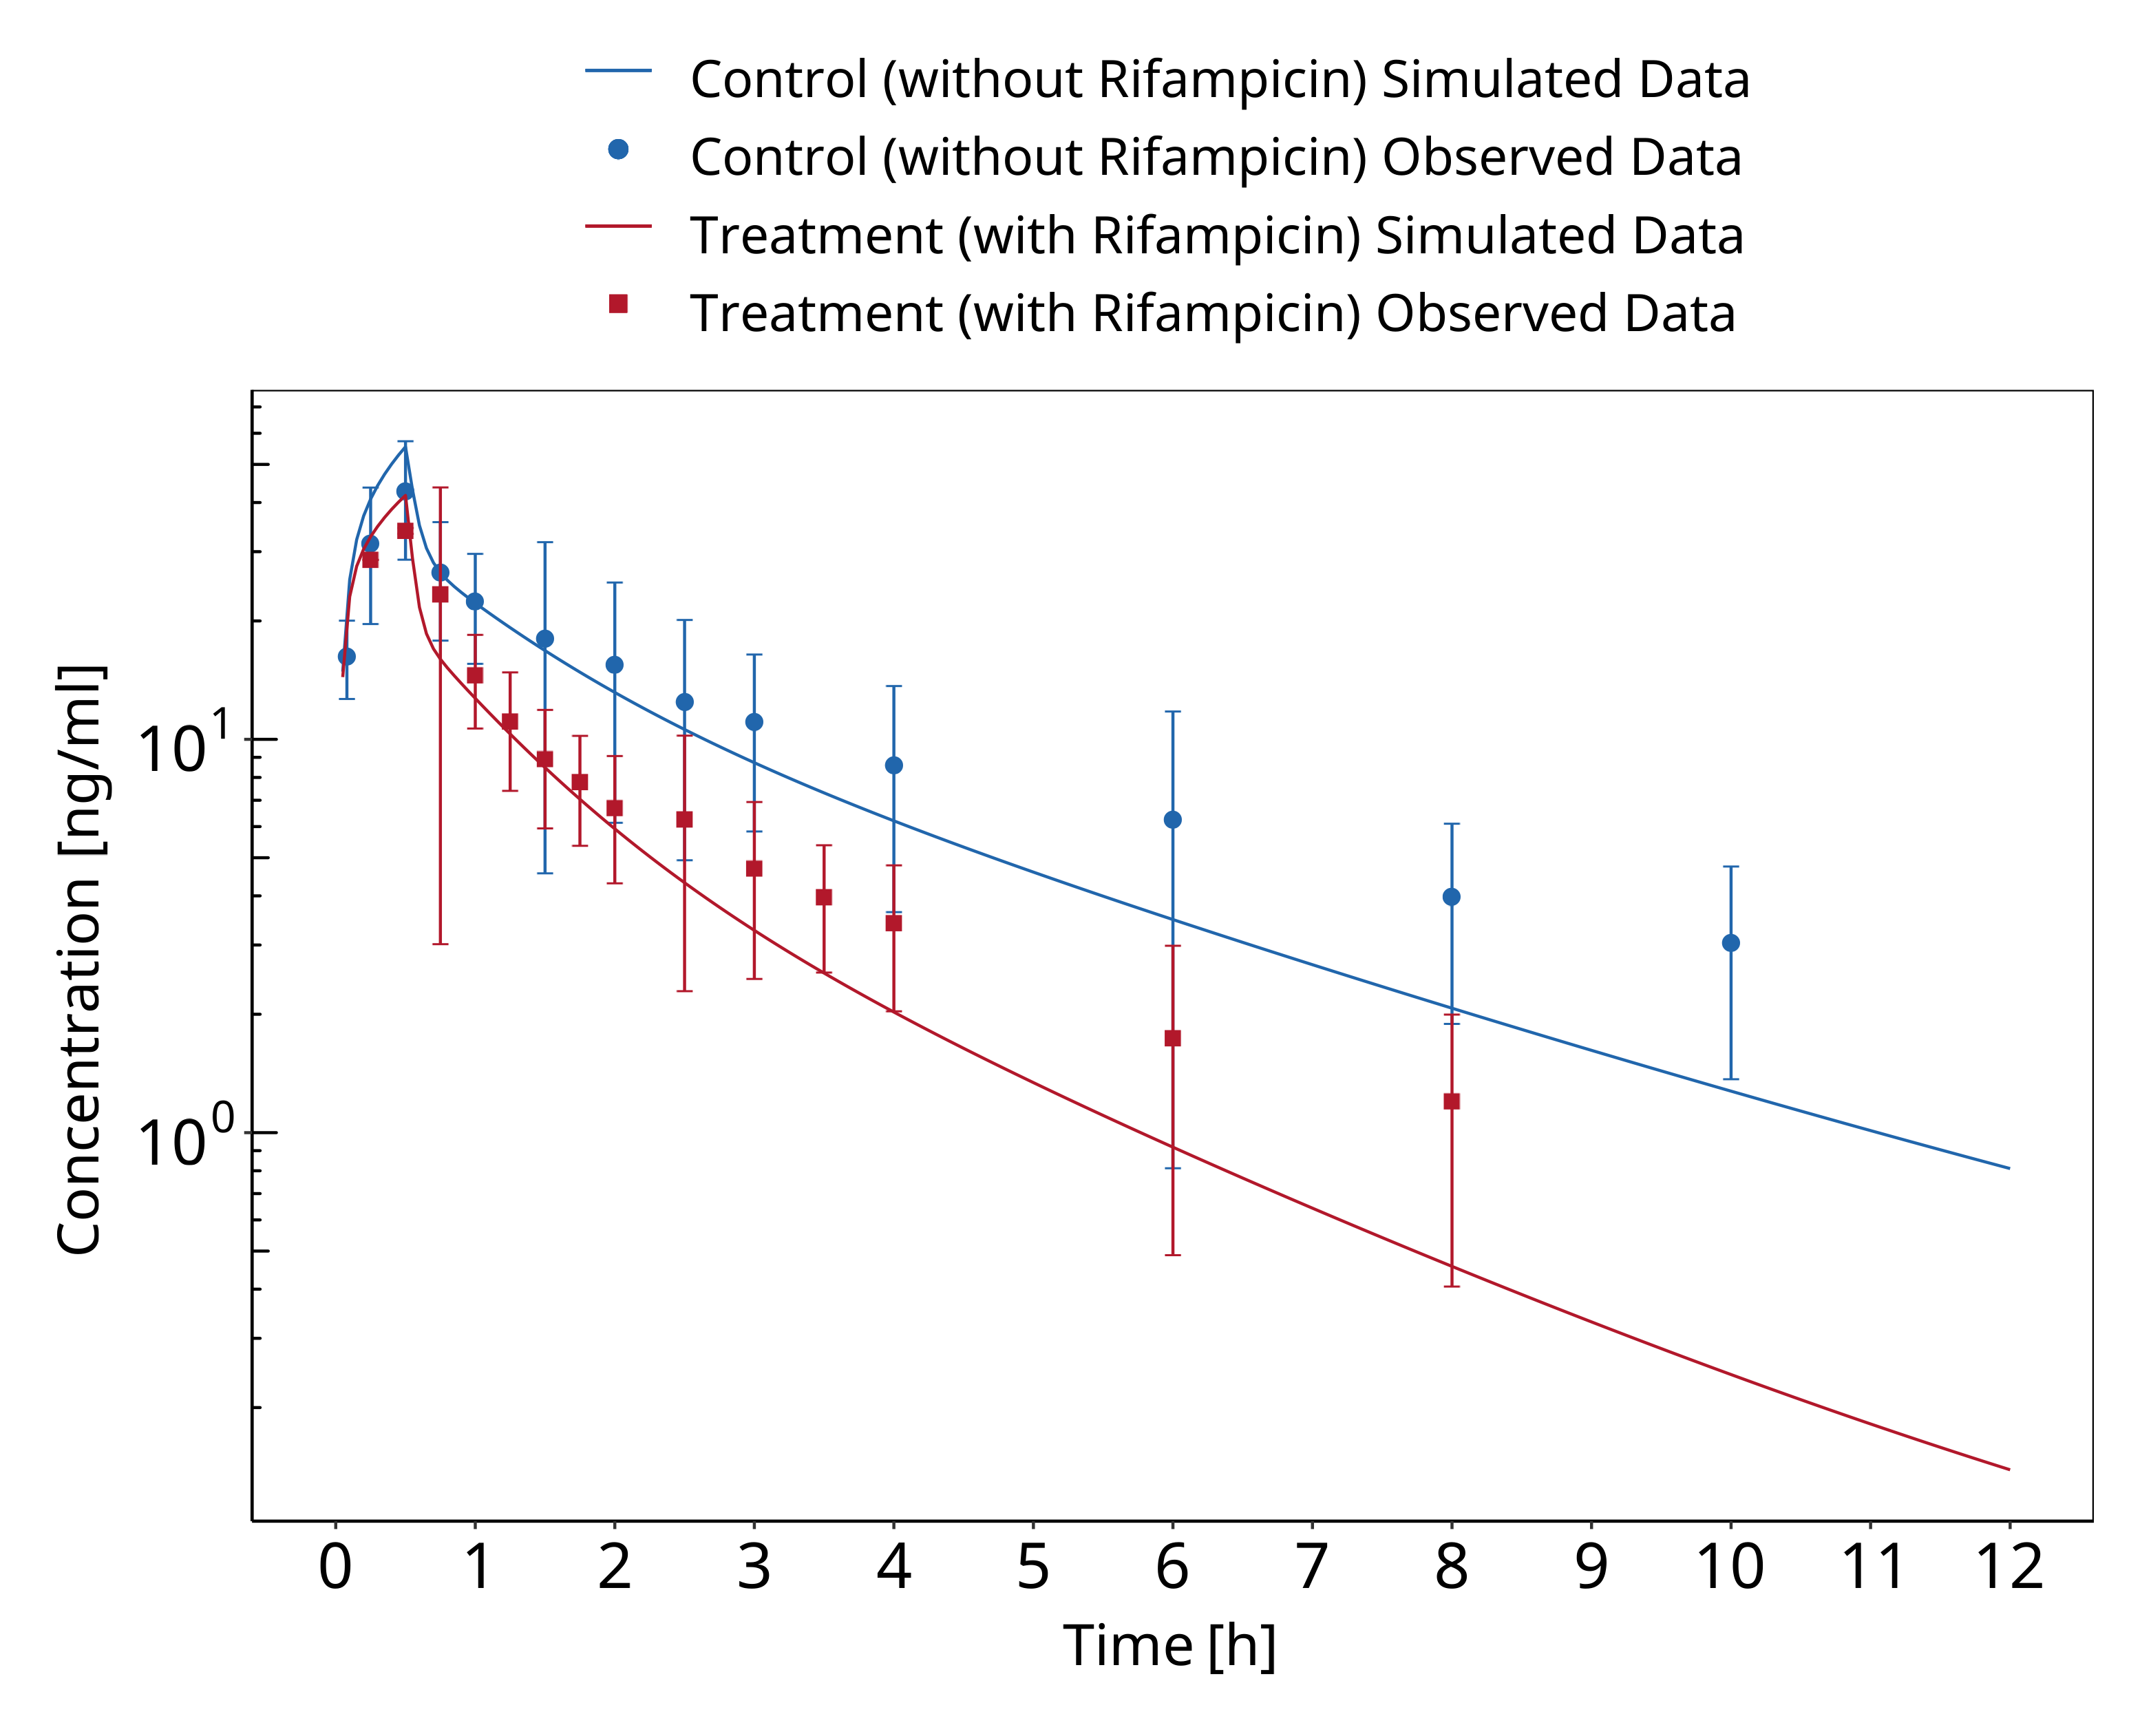 Control (without Rifampicin) Simulated Data
Control (without Rifampicin) Observed Data
Treatment (with Rifampicin) Simulated Data
Treatment (with Rifampicin) Observed Data
Concentration [ng/ml]
10^1
10^0
0 1 2 3 4 5 6 7 8 9 10 11 12
Time [h]